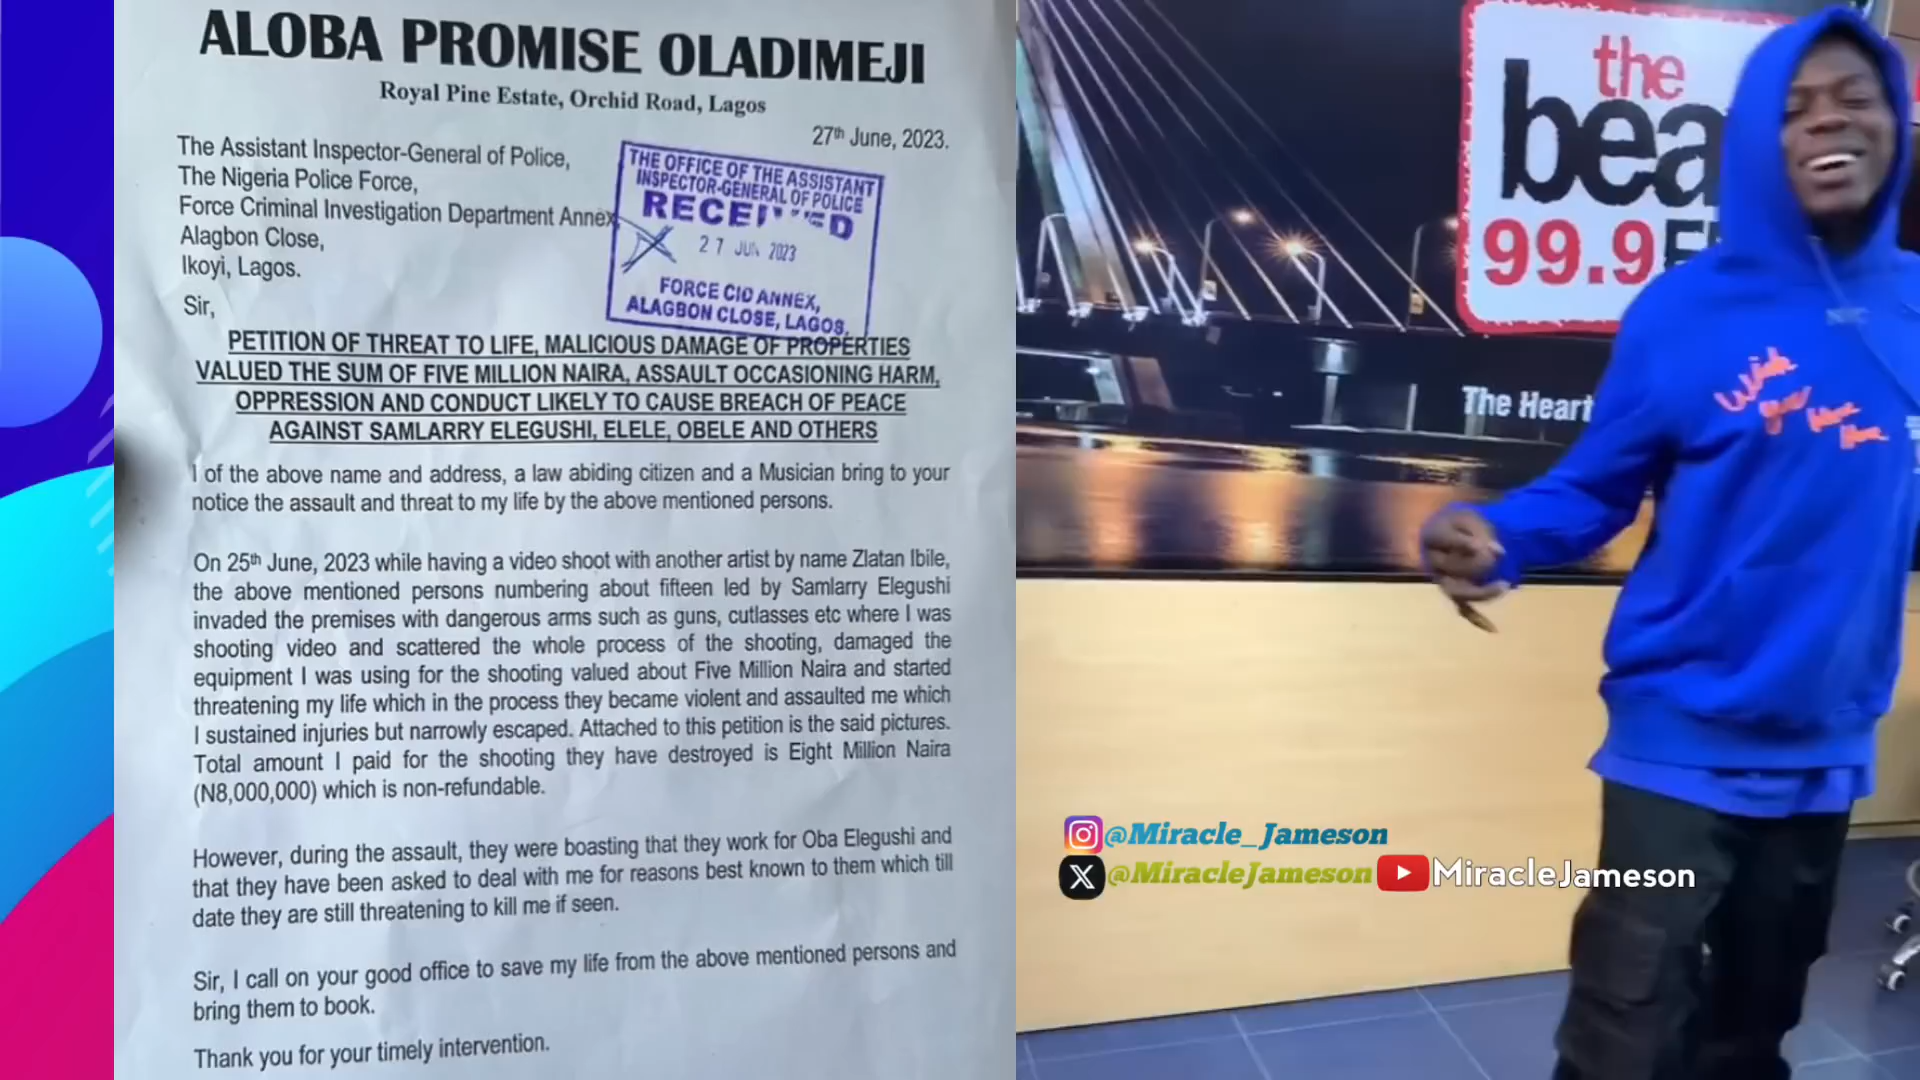 ALOBA PROMISE OLADIMEJI
Royal Pine Estate, Orchid Road, Lagos
27th June, 2023.
The Assistant Inspector-General of Police,
The Nigeria Police Force,
Force Criminal Investigation Department Annex,
Alagbon Close,
Ikoyi, Lagos.
THE OFFICE OF THE ASSISTANT
INSPECTOR-GENERAL OF POLICE
RECEIVED
27 JUN 2023
FORCE CID ANNEX,
ALAGBON CLOSE, LAGOS.
Sir,
PETITION OF THREAT TO LIFE, MALICIOUS DAMAGE OF PROPERTIES
VALUED THE SUM OF FIVE MILLION NAIRA, ASSAULT OCCASIONING HARM,
OPPRESSION AND CONDUCT LIKELY TO CAUSE BREACH OF PEACE
AGAINST SAMLARRY ELEGUSHI, ELELE, OBELE AND OTHERS
I of the above name and address, a law abiding citizen and a Musician bring to your
notice the assault and threat to my life by the above mentioned persons.
On 25th June, 2023 while having a video shoot with another artist by name Zlatan Ibile,
the above mentioned persons numbering about fifteen led by Samlarry Elegushi
invaded the premises with dangerous arms such as guns, cutlasses etc where I was
shooting video and scattered the whole process of the shooting, damaged the
equipment I was using for the shooting valued about Five Million Naira and started
threatening my life which in the process they became violent and assaulted me which
I sustained injuries but narrowly escaped. Attached to this petition is the said pictures.
Total amount I paid for the shooting they have destroyed is Eight Million Naira
(N8,000,000) which is non-refundable.
However, during the assault, they were boasting that they work for Oba Elegushi and
that they have been asked to deal with me for reasons best known to them which till
date they are still threatening to kill me if seen.
Sir, I call on your good office to save my life from the above mentioned persons and
bring them to book.
Thank you for your timely intervention.
the
bea
99.9
The Heart
Wish
you
@Miracle_Jameson
@MiracleJameson
MiracleJameson